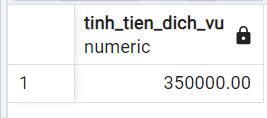 tinh_tien_dich_vu
numeric
1
350000.00